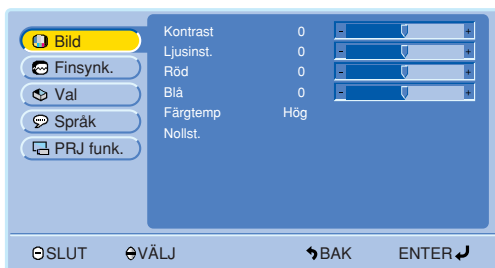 Bild
Finsynk.
Val
Språk
PRJ funk.
Kontrast 0 - +
Ljusinst. 0 - +
Röd 0 - +
Blå 0 - +
Färgtemp Hög
Nollst.
SLUT VÄLJ BAK ENTER